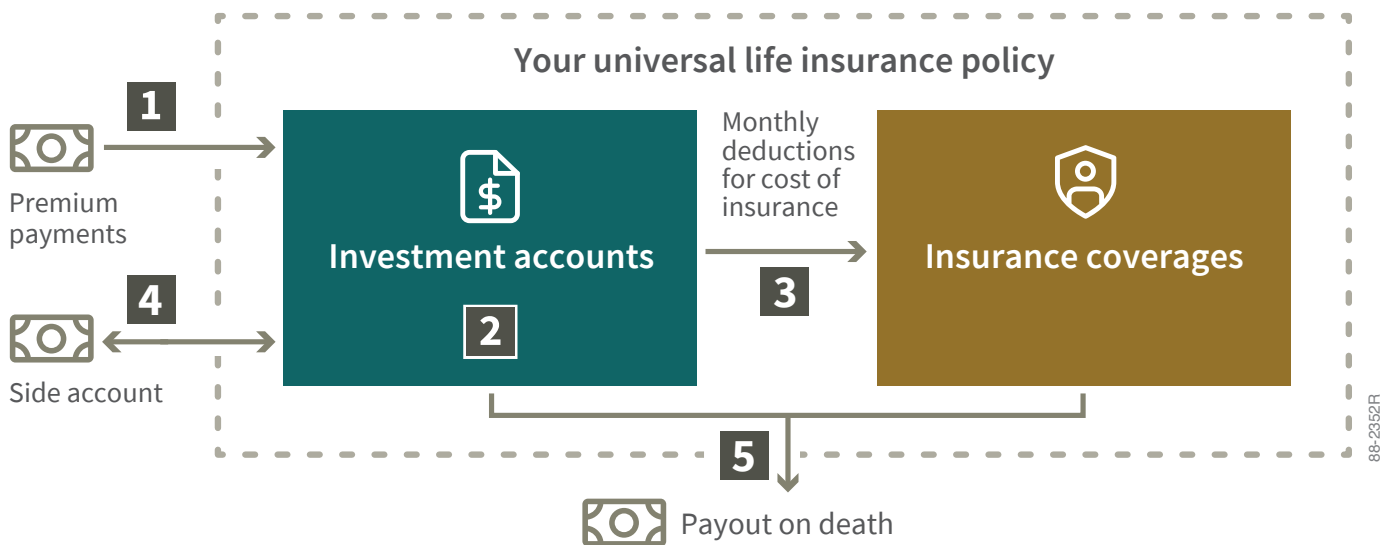 Your universal life insurance policy
1
Premium
payments
$
Investment accounts
2
Monthly
deductions
for cost of
insurance
3
Insurance coverages
4
Side account
5
Payout on death
88-2352R